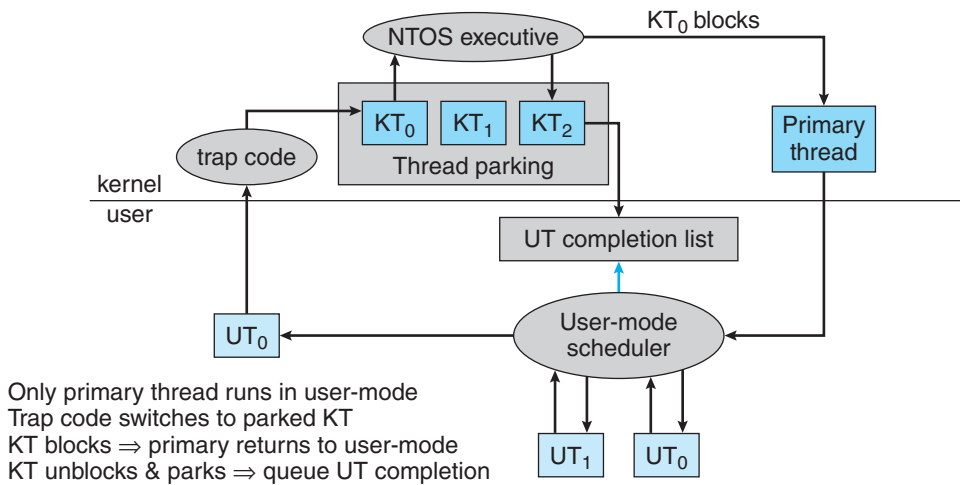 KT0 blocks
NTOS executive
KT0
KT1
KT2
Thread parking
Primary
thread
trap code
kernel
user
UT completion list
User-mode
scheduler
UT0
UT1
UT0
Only primary thread runs in user-mode
Trap code switches to parked KT
KT blocks ⇒ primary returns to user-mode
KT unblocks & parks ⇒ queue UT completion